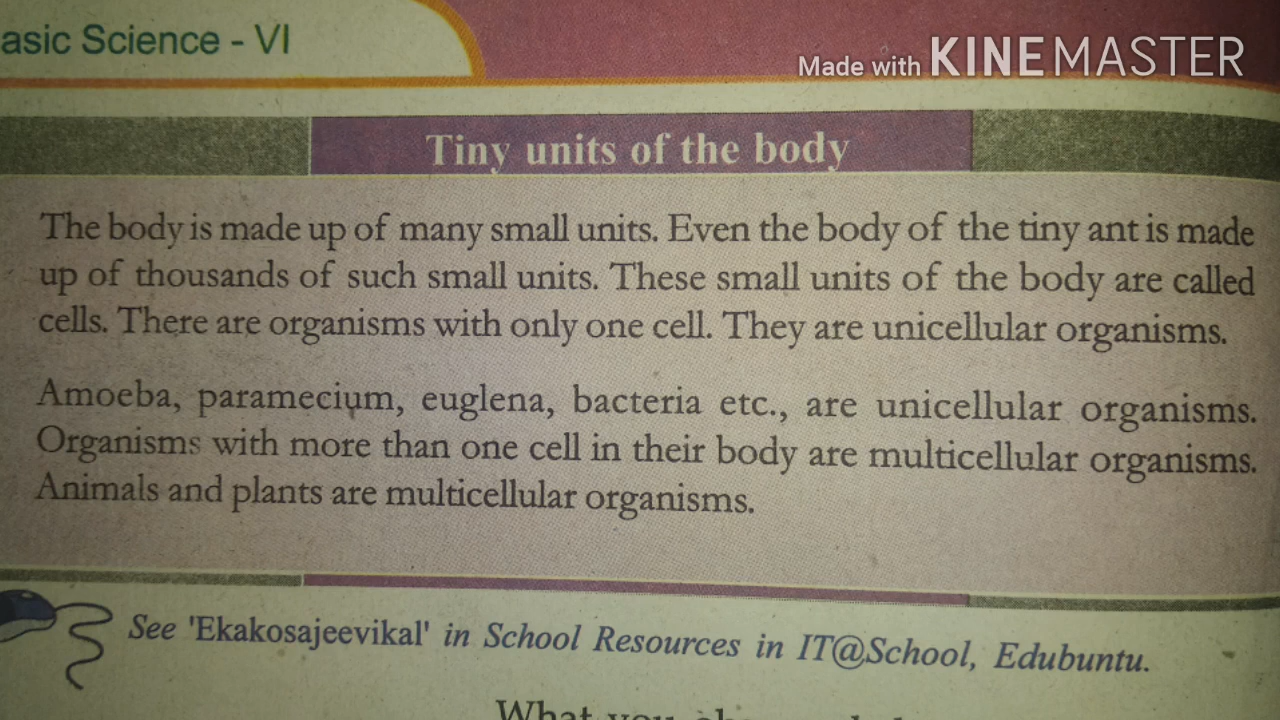 asic Science - VI
Made with KINEMASTER
Tiny units of the body
The body is made up of many small units. Even the body of the tiny ant is made
up of thousands of such small units. These small units of the body are called
cells. There are organisms with only one cell. They are unicellular organisms.
Amoeba, paramecium, euglena, bacteria etc., are unicellular organisms.
Organisms with more than one cell in their body are multicellular organisms.
Animals and plants are multicellular organisms.
See 'Ekakosajeevikal' in School Resources in IT@School, Edubuntu.
What you